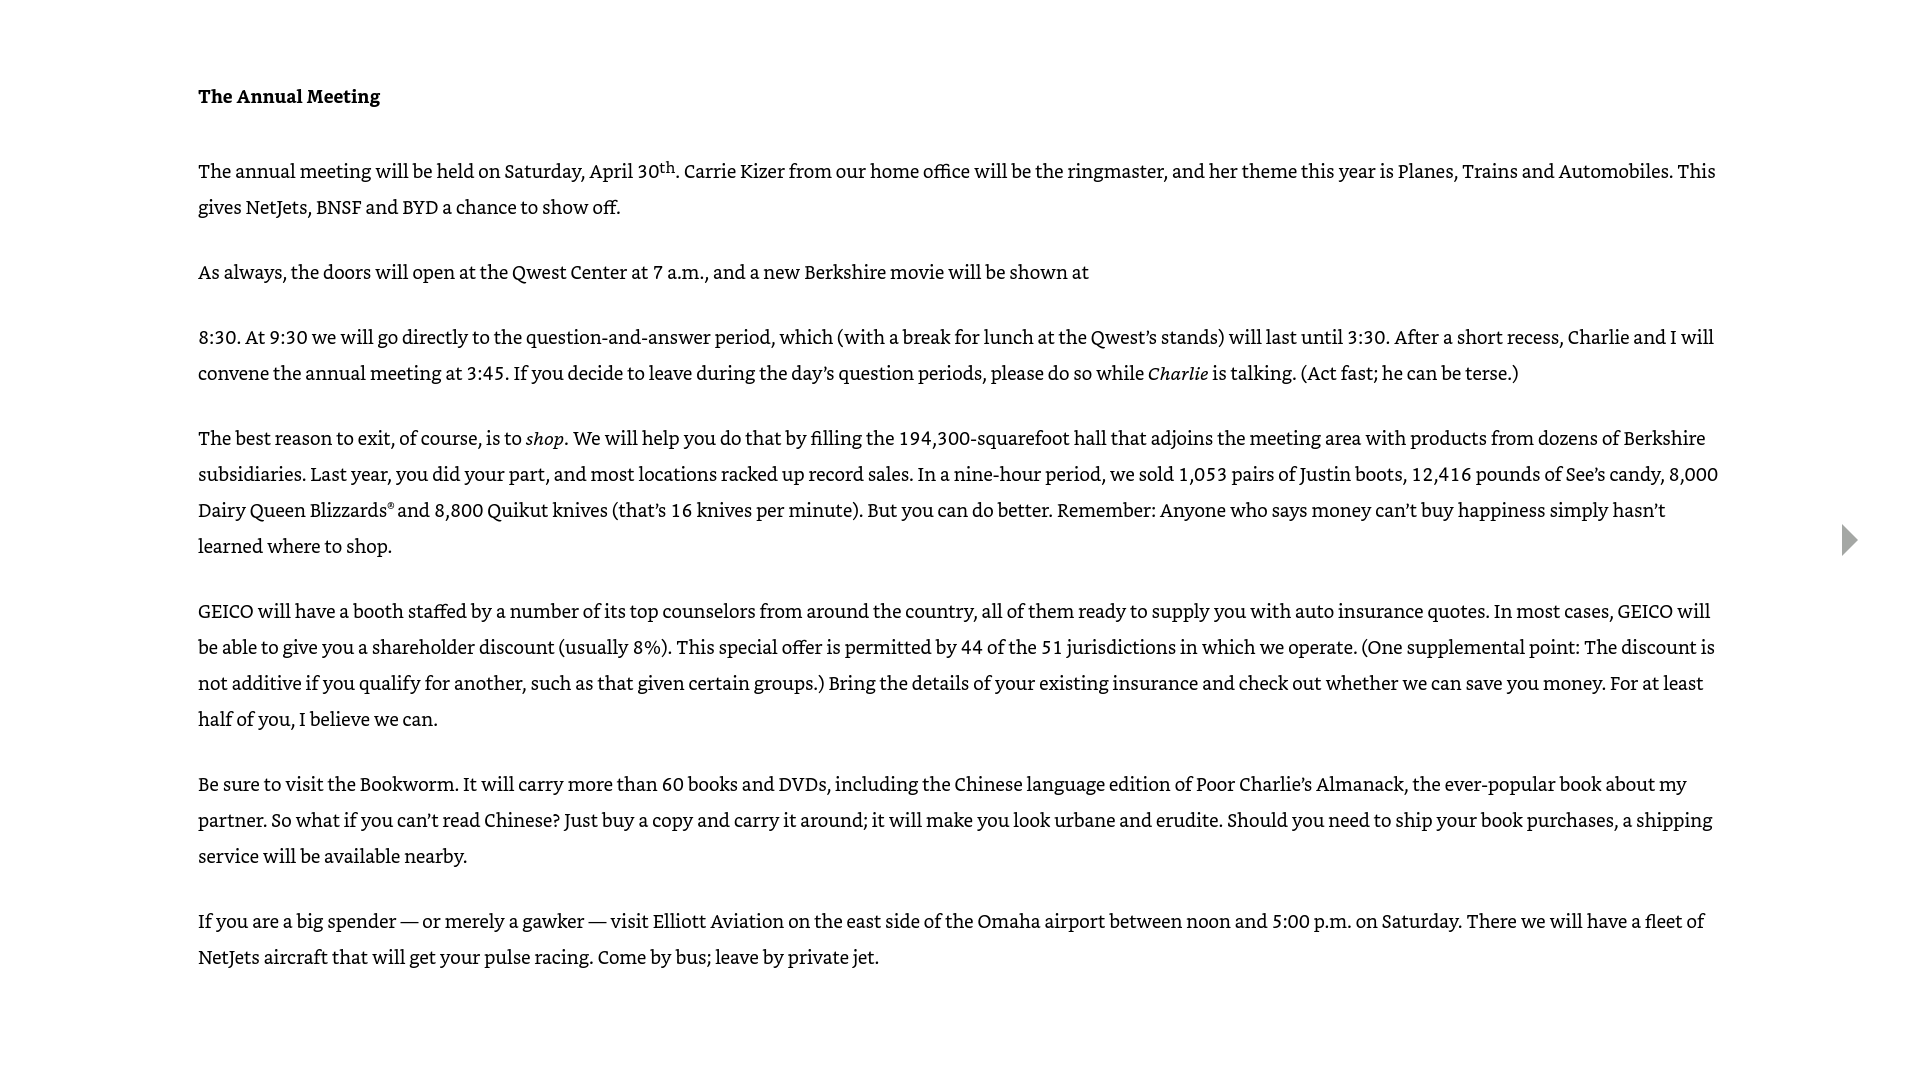 The Annual Meeting
The annual meeting will be held on Saturday, April 30th. Carrie Kizer from our home office will be the ringmaster, and her theme this year is Planes, Trains and Automobiles. This
gives NetJets, BNSF and BYD a chance to show off.
As always, the doors will open at the Qwest Center at 7 a.m., and a new Berkshire movie will be shown at
8:30. At 9:30 we will go directly to the question-and-answer period, which (with a break for lunch at the Qwest’s stands) will last until 3:30. After a short recess, Charlie and I will
convene the annual meeting at 3:45. If you decide to leave during the day’s question periods, please do so while Charlie is talking. (Act fast; he can be terse.)
The best reason to exit, of course, is to shop. We will help you do that by filling the 194,300-squarefoot hall that adjoins the meeting area with products from dozens of Berkshire
subsidiaries. Last year, you did your part, and most locations racked up record sales. In a nine-hour period, we sold 1,053 pairs of Justin boots, 12,416 pounds of See’s candy, 8,000
Dairy Queen Blizzards® and 8,800 Quikut knives (that’s 16 knives per minute). But you can do better. Remember: Anyone who says money can’t buy happiness simply hasn’t
learned where to shop.
GEICO will have a booth staffed by a number of its top counselors from around the country, all of them ready to supply you with auto insurance quotes. In most cases, GEICO will
be able to give you a shareholder discount (usually 8%). This special offer is permitted by 44 of the 51 jurisdictions in which we operate. (One supplemental point: The discount is
not additive if you qualify for another, such as that given certain groups.) Bring the details of your existing insurance and check out whether we can save you money. For at least
half of you, I believe we can.
Be sure to visit the Bookworm. It will carry more than 60 books and DVDs, including the Chinese language edition of Poor Charlie’s Almanack, the ever-popular book about my
partner. So what if you can’t read Chinese? Just buy a copy and carry it around; it will make you look urbane and erudite. Should you need to ship your book purchases, a shipping
service will be available nearby.
If you are a big spender — or merely a gawker — visit Elliott Aviation on the east side of the Omaha airport between noon and 5:00 p.m. on Saturday. There we will have a fleet of
NetJets aircraft that will get your pulse racing. Come by bus; leave by private jet.